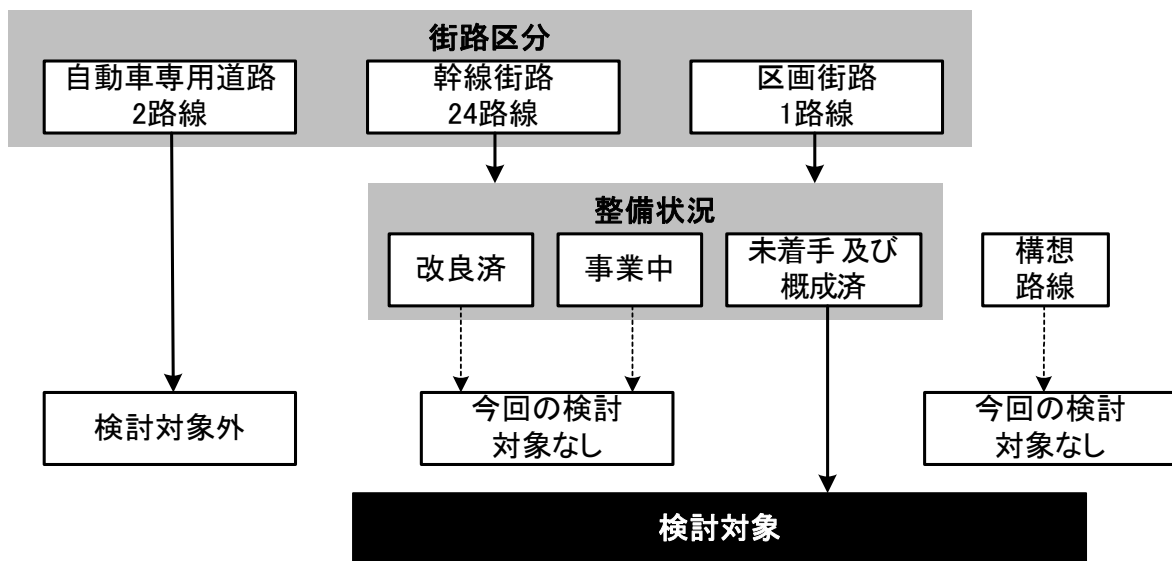 街路区分
自動車専用道路
2路線
幹線街路
24路線
区画街路
1路線
整備状況
改良済
事業中
未着手 及び
概成済
構想
路線
検討対象外
今回の検討
対象なし
今回の検討
対象なし
検討対象